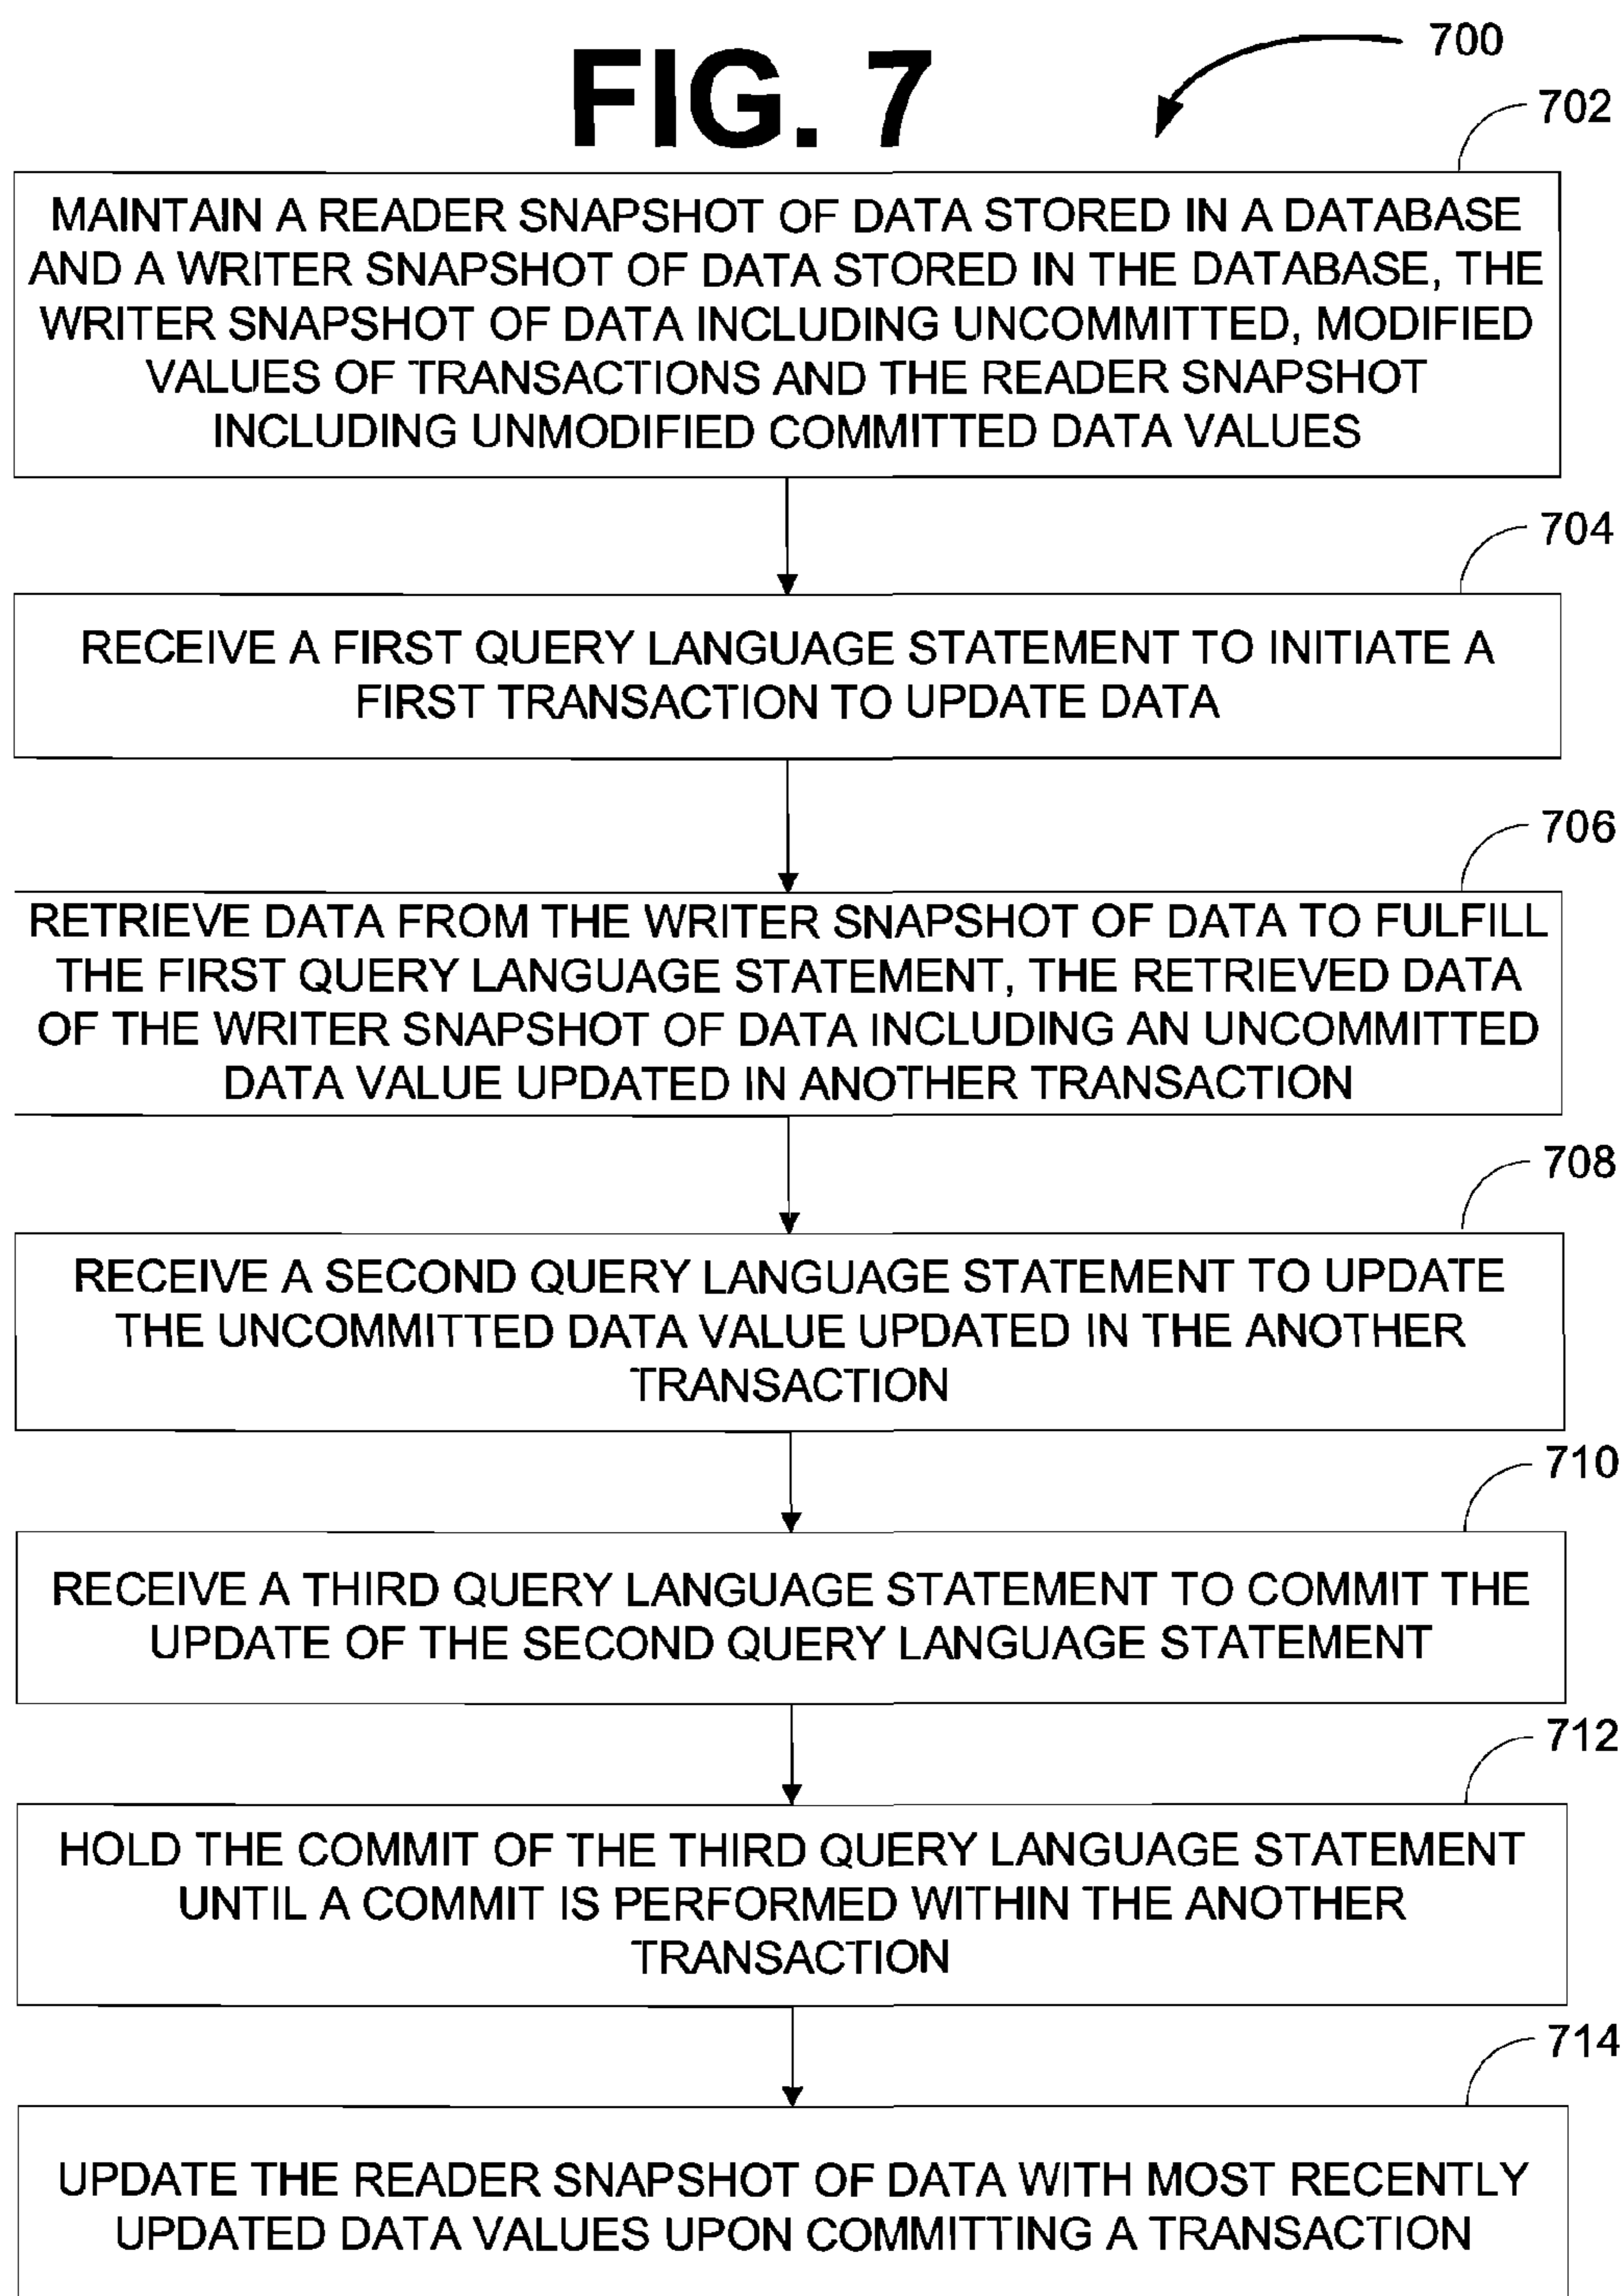 FIG. 7
700
702
MAINTAIN A READER SNAPSHOT OF DATA STORED IN A DATABASE
AND A WRITER SNAPSHOT OF DATA STORED IN THE DATABASE, THE
WRITER SNAPSHOT OF DATA INCLUDING UNCOMMITTED, MODIFIED
VALUES OF TRANSACTIONS AND THE READER SNAPSHOT
INCLUDING UNMODIFIED COMMITTED DATA VALUES
704
RECEIVE A FIRST QUERY LANGUAGE STATEMENT TO INITIATE A
FIRST TRANSACTION TO UPDATE DATA
706
RETRIEVE DATA FROM THE WRITER SNAPSHOT OF DATA TO FULFILL
THE FIRST QUERY LANGUAGE STATEMENT, THE RETRIEVED DATA
OF THE WRITER SNAPSHOT OF DATA INCLUDING AN UNCOMMITTED
DATA VALUE UPDATED IN ANOTHER TRANSACTION
708
RECEIVE A SECOND QUERY LANGUAGE STATEMENT TO UPDATE
THE UNCOMMITTED DATA VALUE UPDATED IN THE ANOTHER
TRANSACTION
710
RECEIVE A THIRD QUERY LANGUAGE STATEMENT TO COMMIT THE
UPDATE OF THE SECOND QUERY LANGUAGE STATEMENT
712
HOLD THE COMMIT OF THE THIRD QUERY LANGUAGE STATEMENT
UNTIL A COMMIT IS PERFORMED WITHIN THE ANOTHER
TRANSACTION
714
UPDATE THE READER SNAPSHOT OF DATA WITH MOST RECENTLY
UPDATED DATA VALUES UPON COMMITTING A TRANSACTION